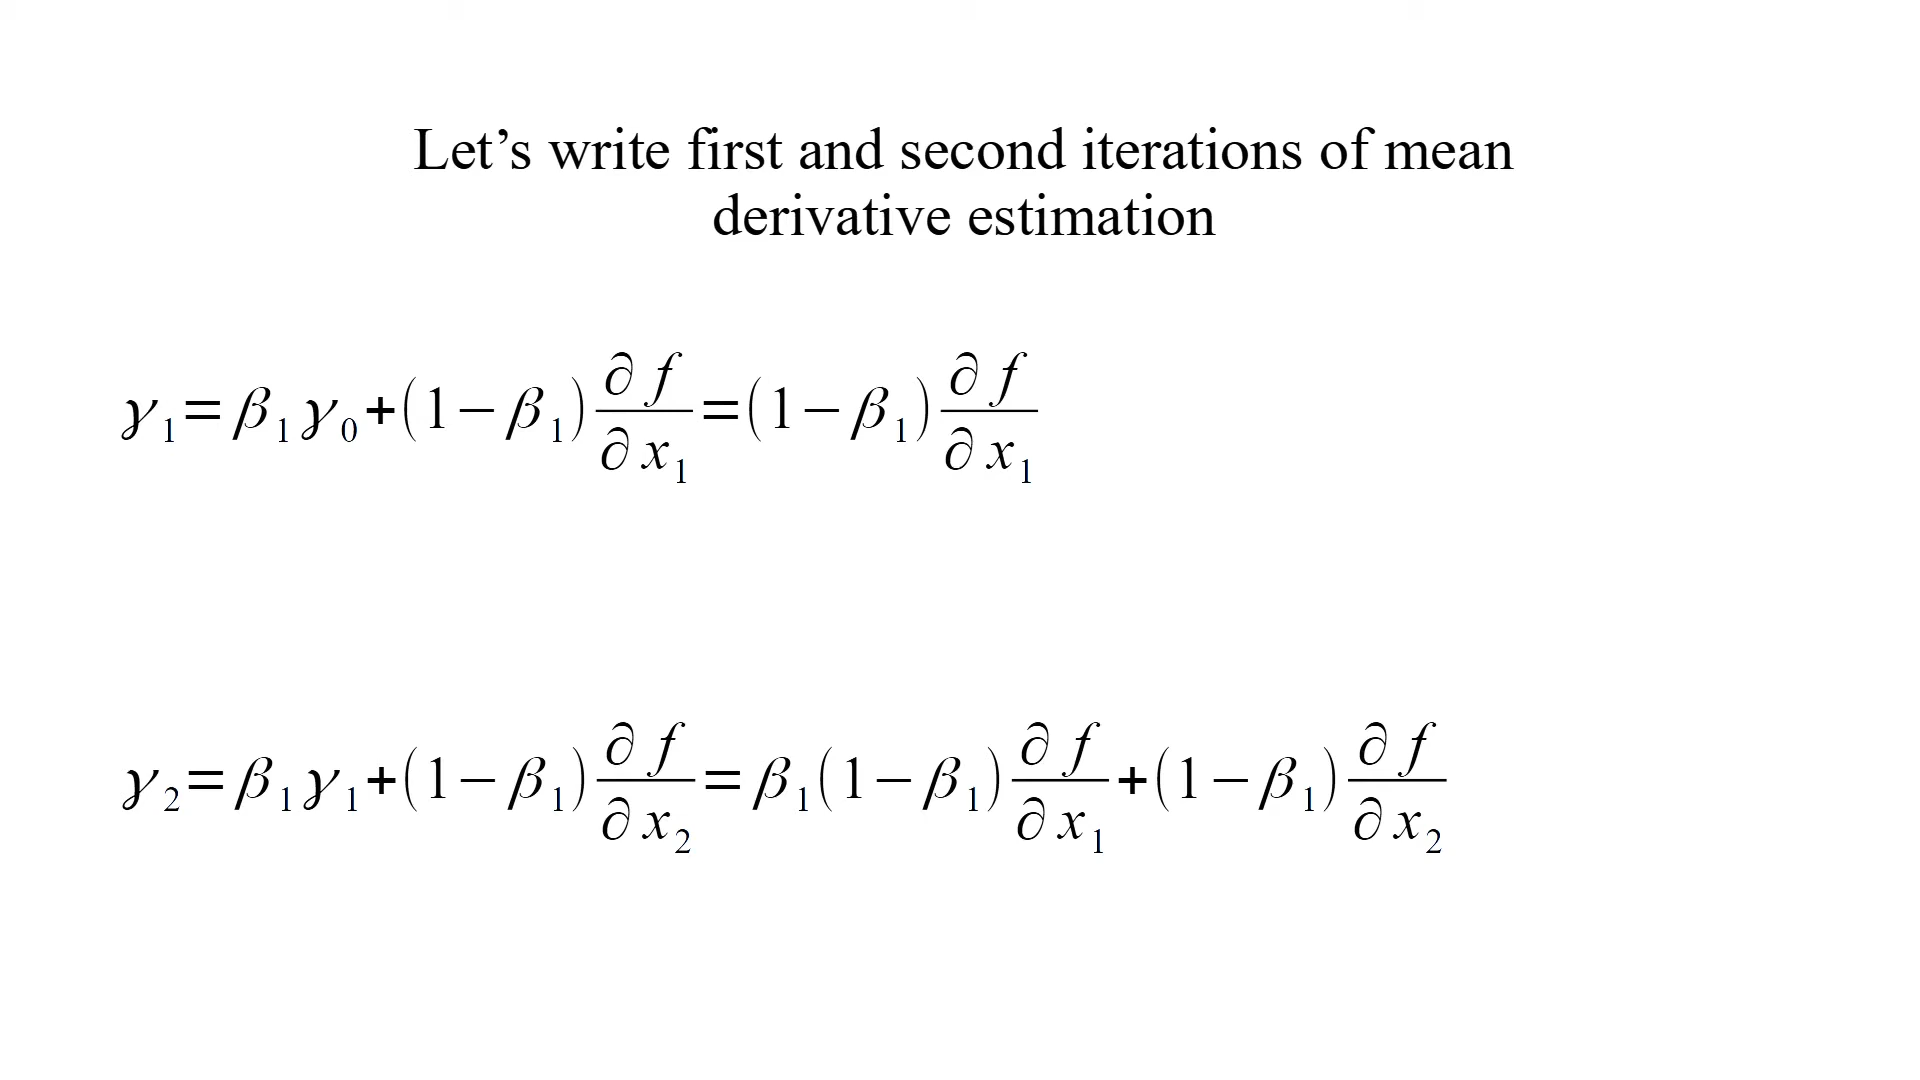 Let’s write first and second iterations of mean
derivative estimation
γ₁=β₁γ₀+(1−β₁)∂f/∂x₁=(1−β₁)∂f/∂x₁
γ₂=β₁γ₁+(1−β₁)∂f/∂x₂=β₁(1−β₁)∂f/∂x₁+(1−β₁)∂f/∂x₂